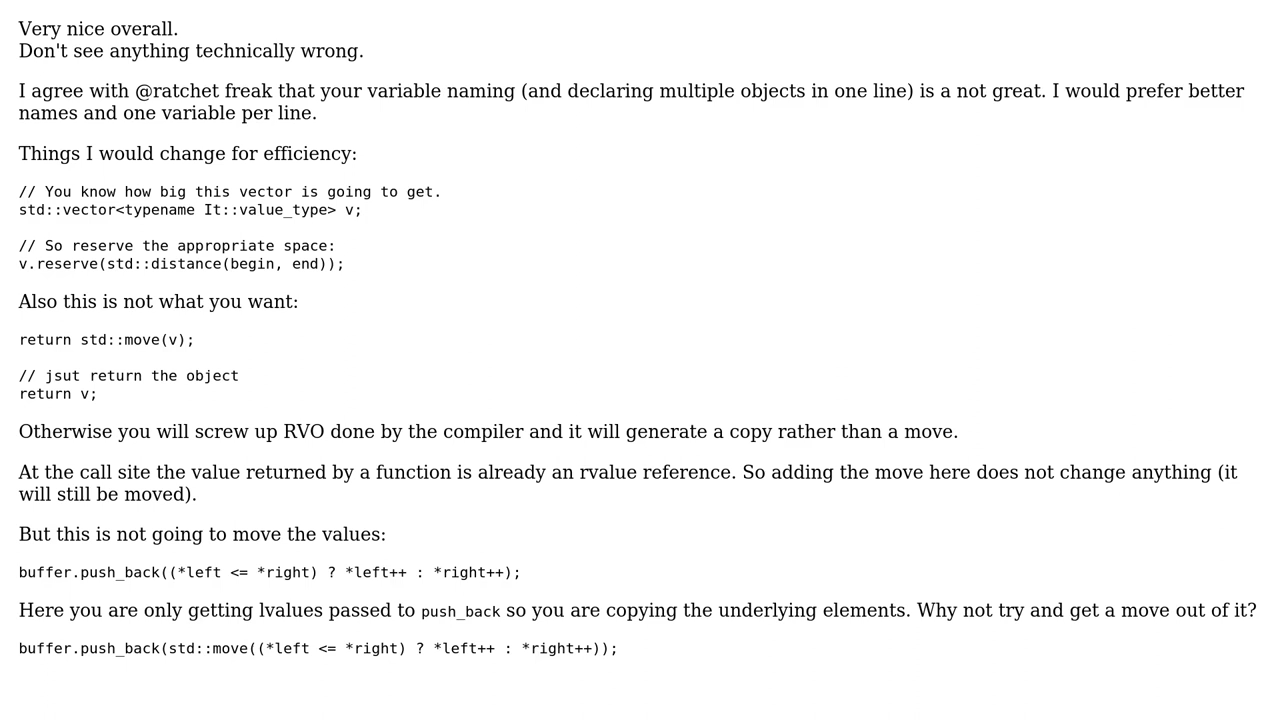 Very nice overall.
Don't see anything technically wrong.
I agree with @ratchet freak that your variable naming (and declaring multiple objects in one line) is a not great. I would prefer better
names and one variable per line.
Things I would change for efficiency:
// You know how big this vector is going to get.
std::vector<typename It::value_type> v;
// So reserve the appropriate space:
v.reserve(std::distance(begin, end));
Also this is not what you want:
return std::move(v);
// jsut return the object
return v;
Otherwise you will screw up RVO done by the compiler and it will generate a copy rather than a move.
At the call site the value returned by a function is already an rvalue reference. So adding the move here does not change anything (it
will still be moved).
But this is not going to move the values:
buffer.push_back((*left <= *right) ? *left++ : *right++);
Here you are only getting lvalues passed to push_back so you are copying the underlying elements. Why not try and get a move out of it?
buffer.push_back(std::move((*left <= *right) ? *left++ : *right++));